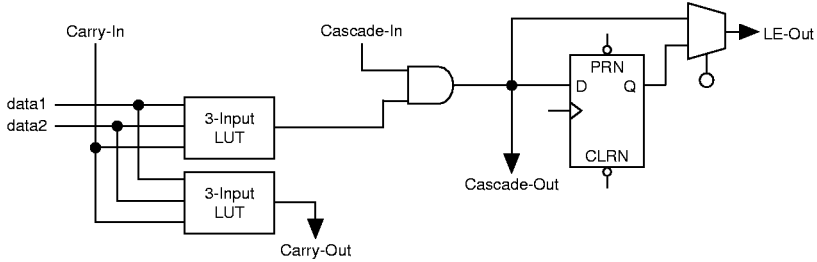 Carry-In
Cascade-In
LE-Out
PRN
D
Q
data1
data2
3-Input
LUT
CLRN
Cascade-Out
3-Input
LUT
Carry-Out